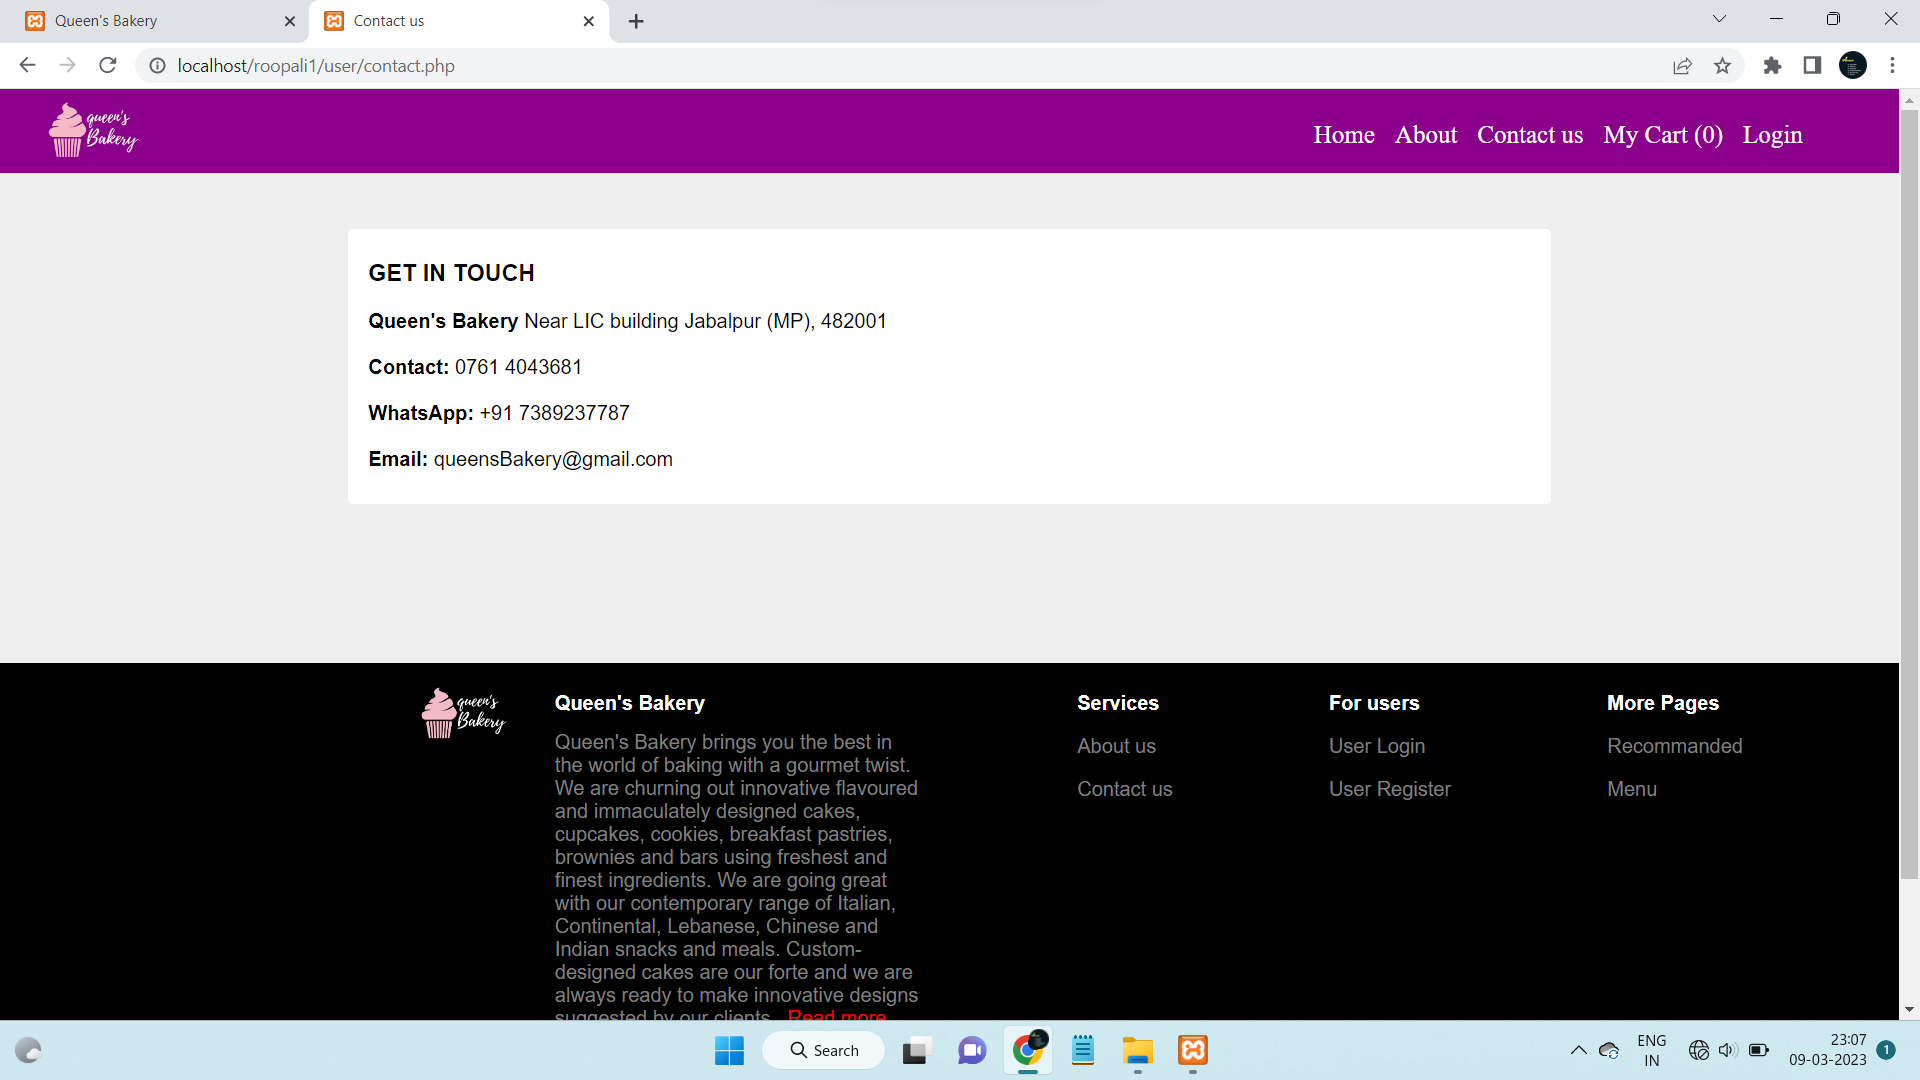 Queen's Bakery
Contact us
localhost/roopali1/user/contact.php
queen's
Bakery
Home About Contact us My Cart (0) Login
GET IN TOUCH
Queen's Bakery Near LIC building Jabalpur (MP), 482001
Contact: 0761 4043681
WhatsApp: +91 7389237787
Email: queensBakery@gmail.com
queen's
Bakery
Queen's Bakery
Queen's Bakery brings you the best in
the world of baking with a gourmet twist.
We are churning out innovative flavoured
and immaculately designed cakes,
cupcakes, cookies, breakfast pastries,
brownies and bars using freshest and
finest ingredients. We are going great
with our contemporary range of Italian,
Continental, Lebanese, Chinese and
Indian snacks and meals. Custom-
designed cakes are our forte and we are
always ready to make innovative designs
suggested by our clients.. Read more
Services
About us
Contact us
For users
User Login
User Register
More Pages
Recommanded
Menu
Search
ENG
IN
23:07
09-03-2023
1